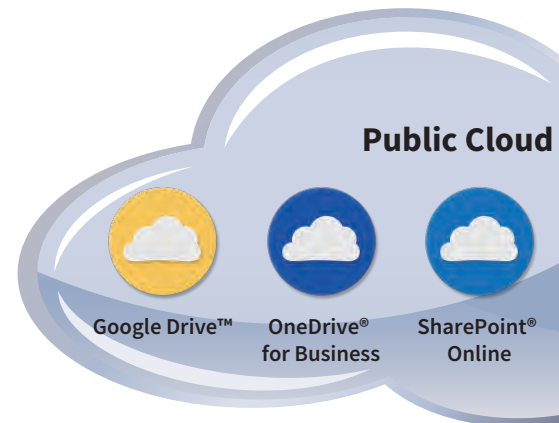 Public Cloud
Google Drive™
OneDrive®
for Business
SharePoint®
Online